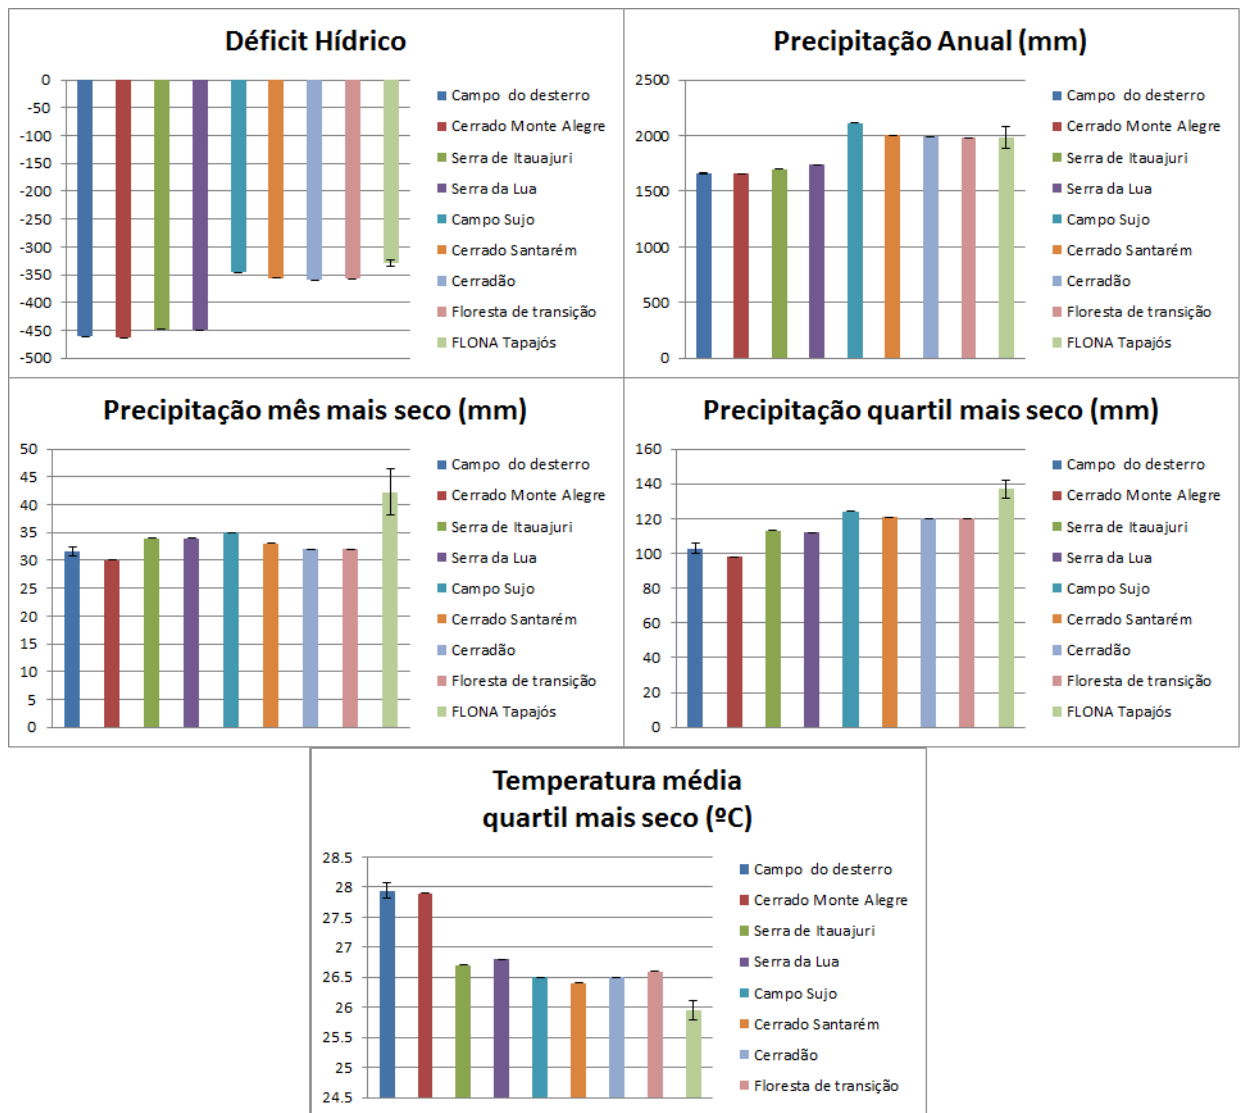 Déficit Hídrico
0
-50
-100
-150
-200
-250
-300
-350
-400
-450
-500
Campo do desterro
Cerrado Monte Alegre
Serra de Itauajuri
Serra da Lua
Campo Sujo
Cerrado Santarém
Cerradão
Floresta de transição
FLONA Tapajós
Precipitação Anual (mm)
2500
2000
1500
1000
500
0
Campo do desterro
Cerrado Monte Alegre
Serra de Itauajuri
Serra da Lua
Campo Sujo
Cerrado Santarém
Cerradão
Floresta de transição
FLONA Tapajós
Precipitação mês mais seco (mm)
50
45
40
35
30
25
20
15
10
5
0
Campo do desterro
Cerrado Monte Alegre
Serra de Itauajuri
Serra da Lua
Campo Sujo
Cerrado Santarém
Cerradão
Floresta de transição
FLONA Tapajós
Precipitação quartil mais seco (mm)
160
140
120
100
80
60
40
20
0
Campo do desterro
Cerrado Monte Alegre
Serra de Itauajuri
Serra da Lua
Campo Sujo
Cerrado Santarém
Cerradão
Floresta de transição
FLONA Tapajós
Temperatura média
quartil mais seco (ºC)
28.5
28
27.5
27
26.5
26
25.5
25
24.5
Campo do desterro
Cerrado Monte Alegre
Serra de Itauajuri
Serra da Lua
Campo Sujo
Cerrado Santarém
Cerradão
Floresta de transição